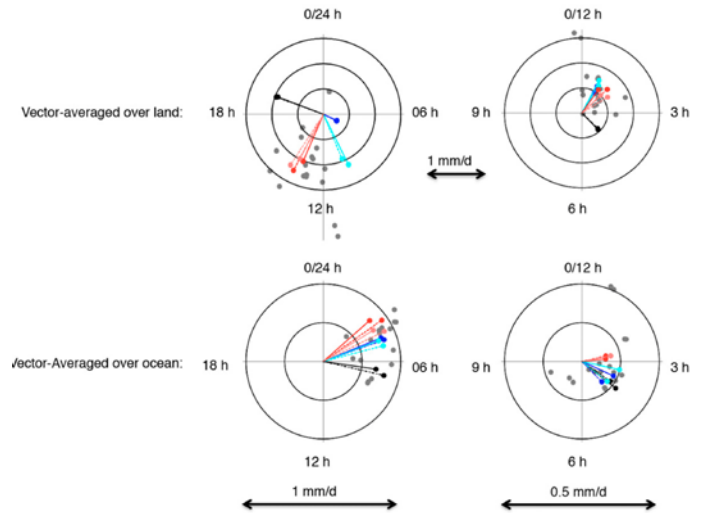 0/24 h 0/12 h
Vector-averaged over land: 18 h 06 h 9 h 3 h
1 mm/d
12 h 6 h
0/24 h 0/12 h
Vector-Averaged over ocean: 18 h 06 h 9 h 3 h
12 h 6 h
1 mm/d 0.5 mm/d